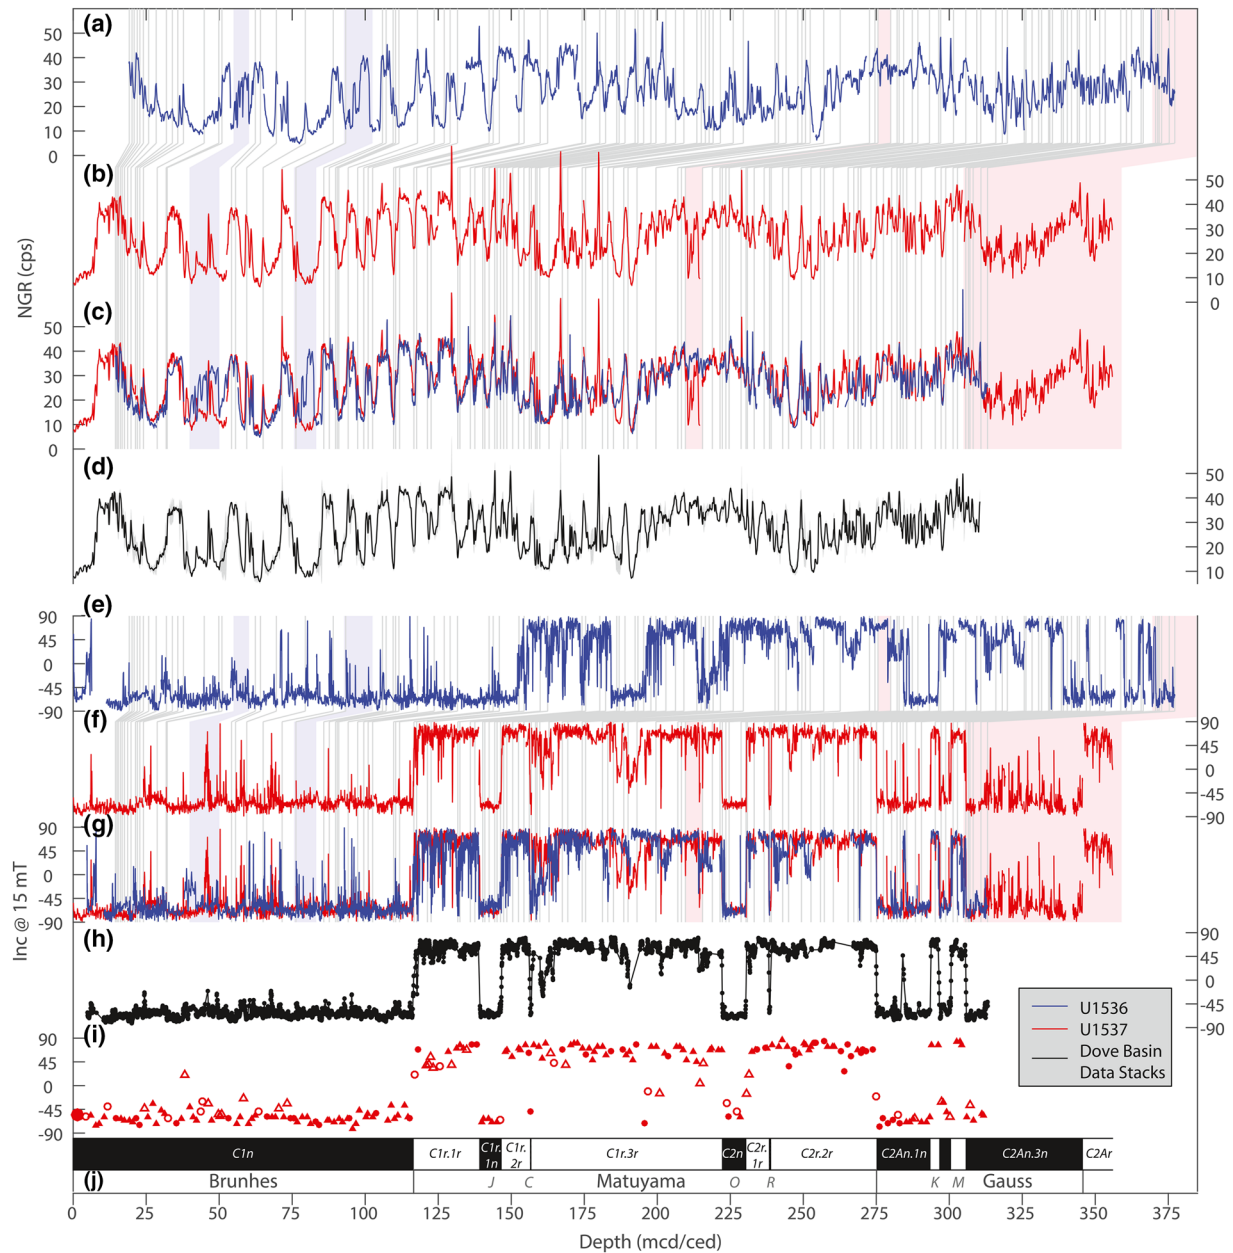 (a)
50
40
30
20
10
0
(b)
50
40
30
20
10
0
NGR (cps)
(c)
50
40
30
20
10
0
(d)
50
40
30
20
10
(e)
90
45
0
-45
-90
(f)
90
45
0
-45
-90
(g)
90
45
0
-45
-90
Inc @ 15 mT
(h)
90
45
0
-45
-90
U1536
U1537
Dove Basin
Data Stacks
(i)
90
45
0
-45
-90
C1n C1r.1r C1r.1n C1r.2r C1r.3r C2n C2r.1r C2r.2r C2An.1n C2An.3n C2Ar
(j) Brunhes J C Matuyama O R K M Gauss
0 25 50 75 100 125 150 175 200 225 250 275 300 325 350 375
Depth (mcd/ced)